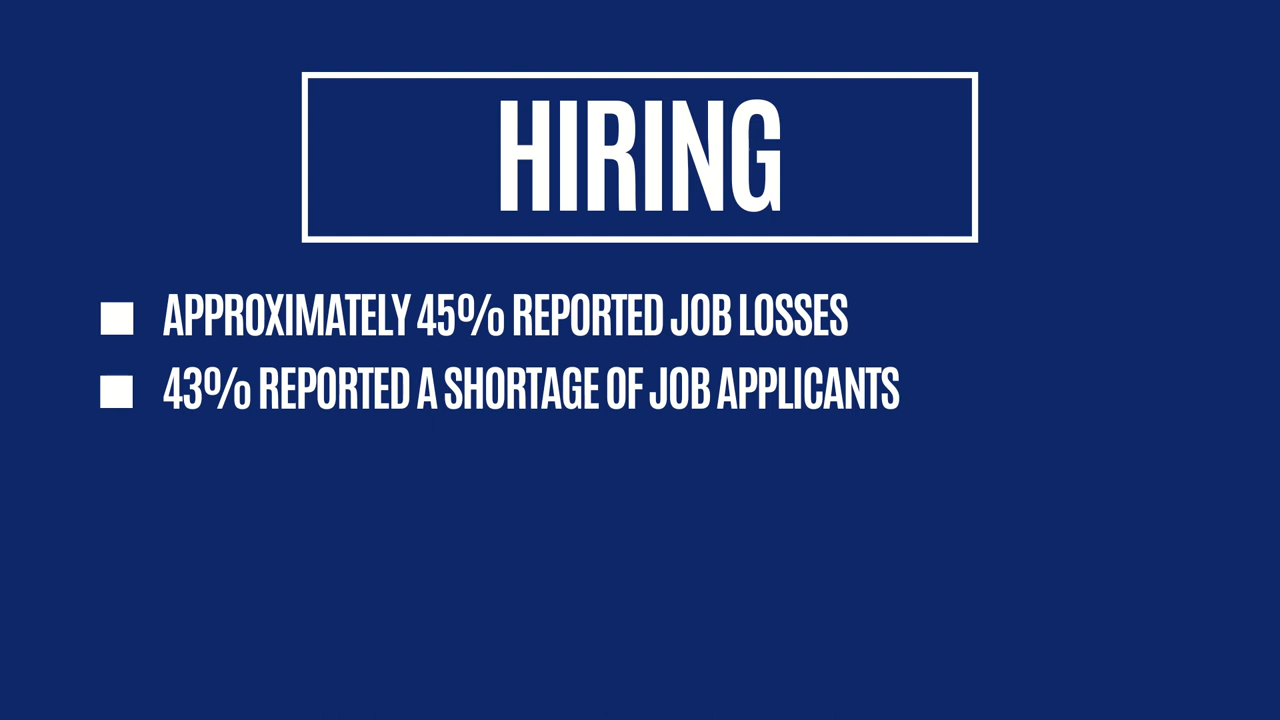 HIRING
APPROXIMATELY 45% REPORTED JOB LOSSES
43% REPORTED A SHORTAGE OF JOB APPLICANTS